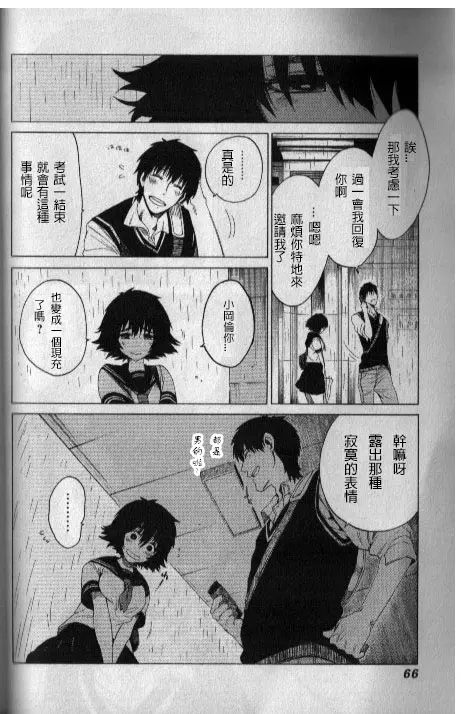 誒…
那我考慮一下
過一會我回復
你啊
…嗯嗯
麻煩你特地來
邀請我了
………
真是的
考試一結束
就會有這種
事情呢
小岡倫你…
也變成一個現充
了嗎？
幹嘛呀
露出那種
寂寞的表情
都是
男的啦！
………
66